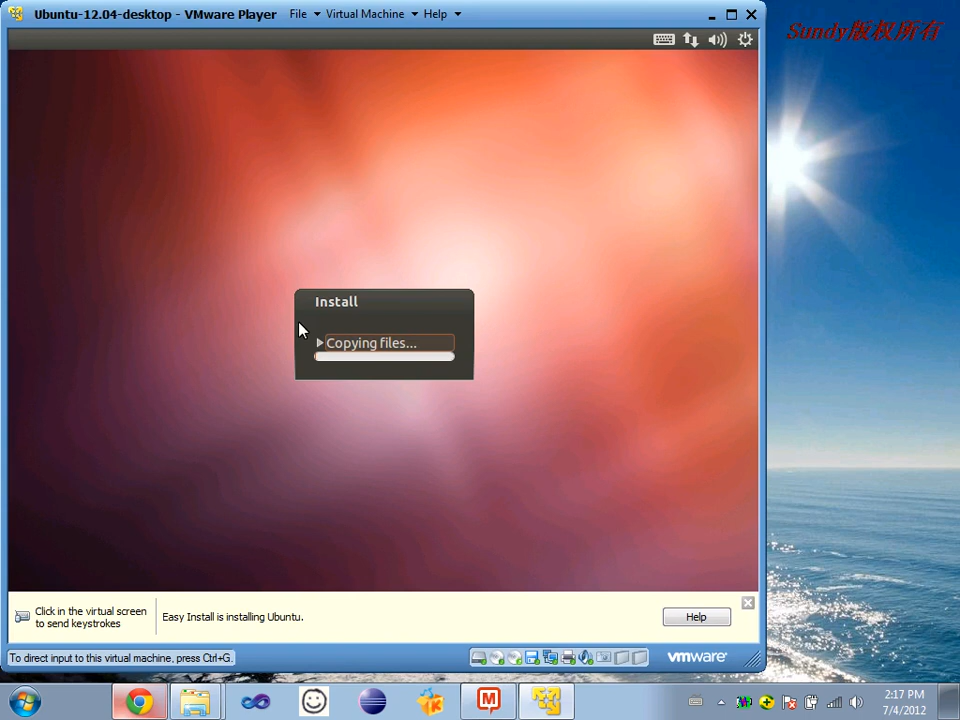 Ubuntu-12.04-desktop - VMware Player File Virtual Machine Help
Sundy版权所有
Install
Copying files...
Click in the virtual screen
to send keystrokes
Easy Install is installing Ubuntu.
Help
To direct input to this virtual machine, press Ctrl+G.
vmware
2:17 PM
7/4/2012